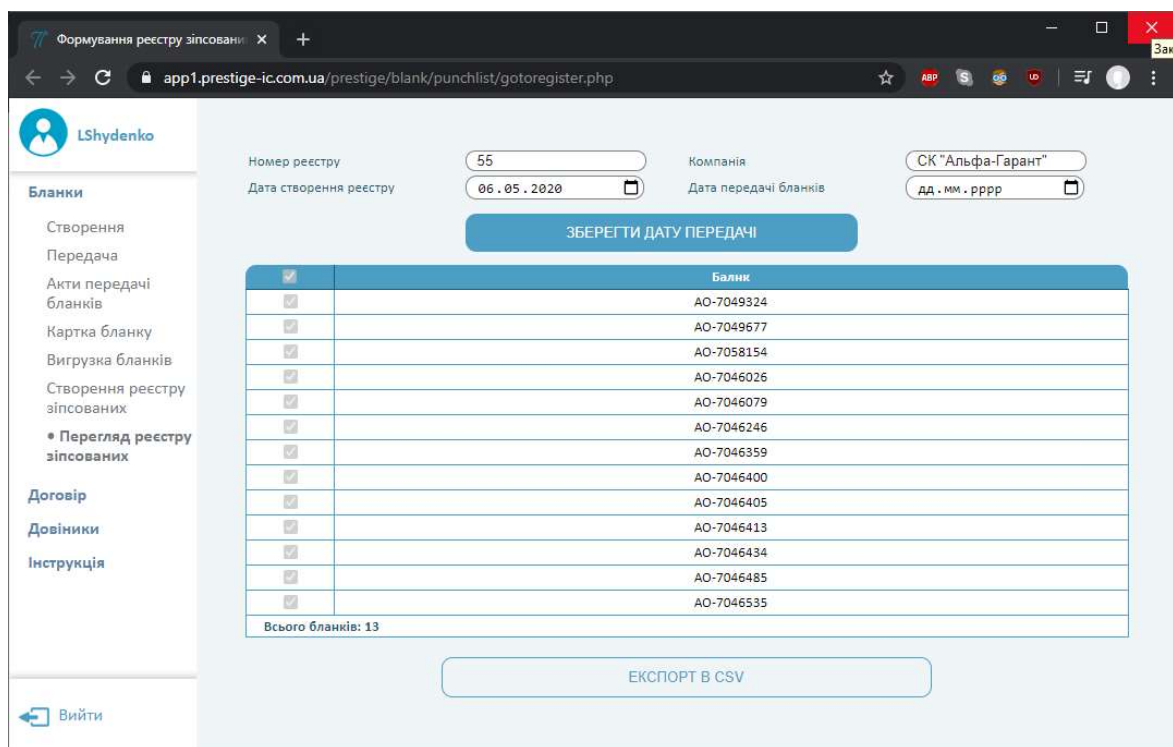 Формування реєстру зіпсовани
Зак
app1.prestige-ic.com.ua/prestige/blank/punchlist/gotoregister.php
ABP
UD
LShydenko
Бланки
Створення
Передача
Акти передачі
бланків
Картка бланку
Вигрузка бланків
Створення реєстру
зіпсованих
• Перегляд реєстру
зіпсованих
Договір
Довіники
Інструкція
Вийти
Номер реєстру 55 Компанія СК "Альфа-Гарант"
Дата створення реєстру 06.05.2020 Дата передачі бланків дд.мм.рррр
ЗБЕРЕГТИ ДАТУ ПЕРЕДАЧІ
Балнк
АО-7049324
АО-7049677
АО-7058154
АО-7046026
АО-7046079
АО-7046246
АО-7046359
АО-7046400
АО-7046405
АО-7046413
АО-7046434
АО-7046485
АО-7046535
Всього бланків: 13
ЕКСПОРТ В CSV